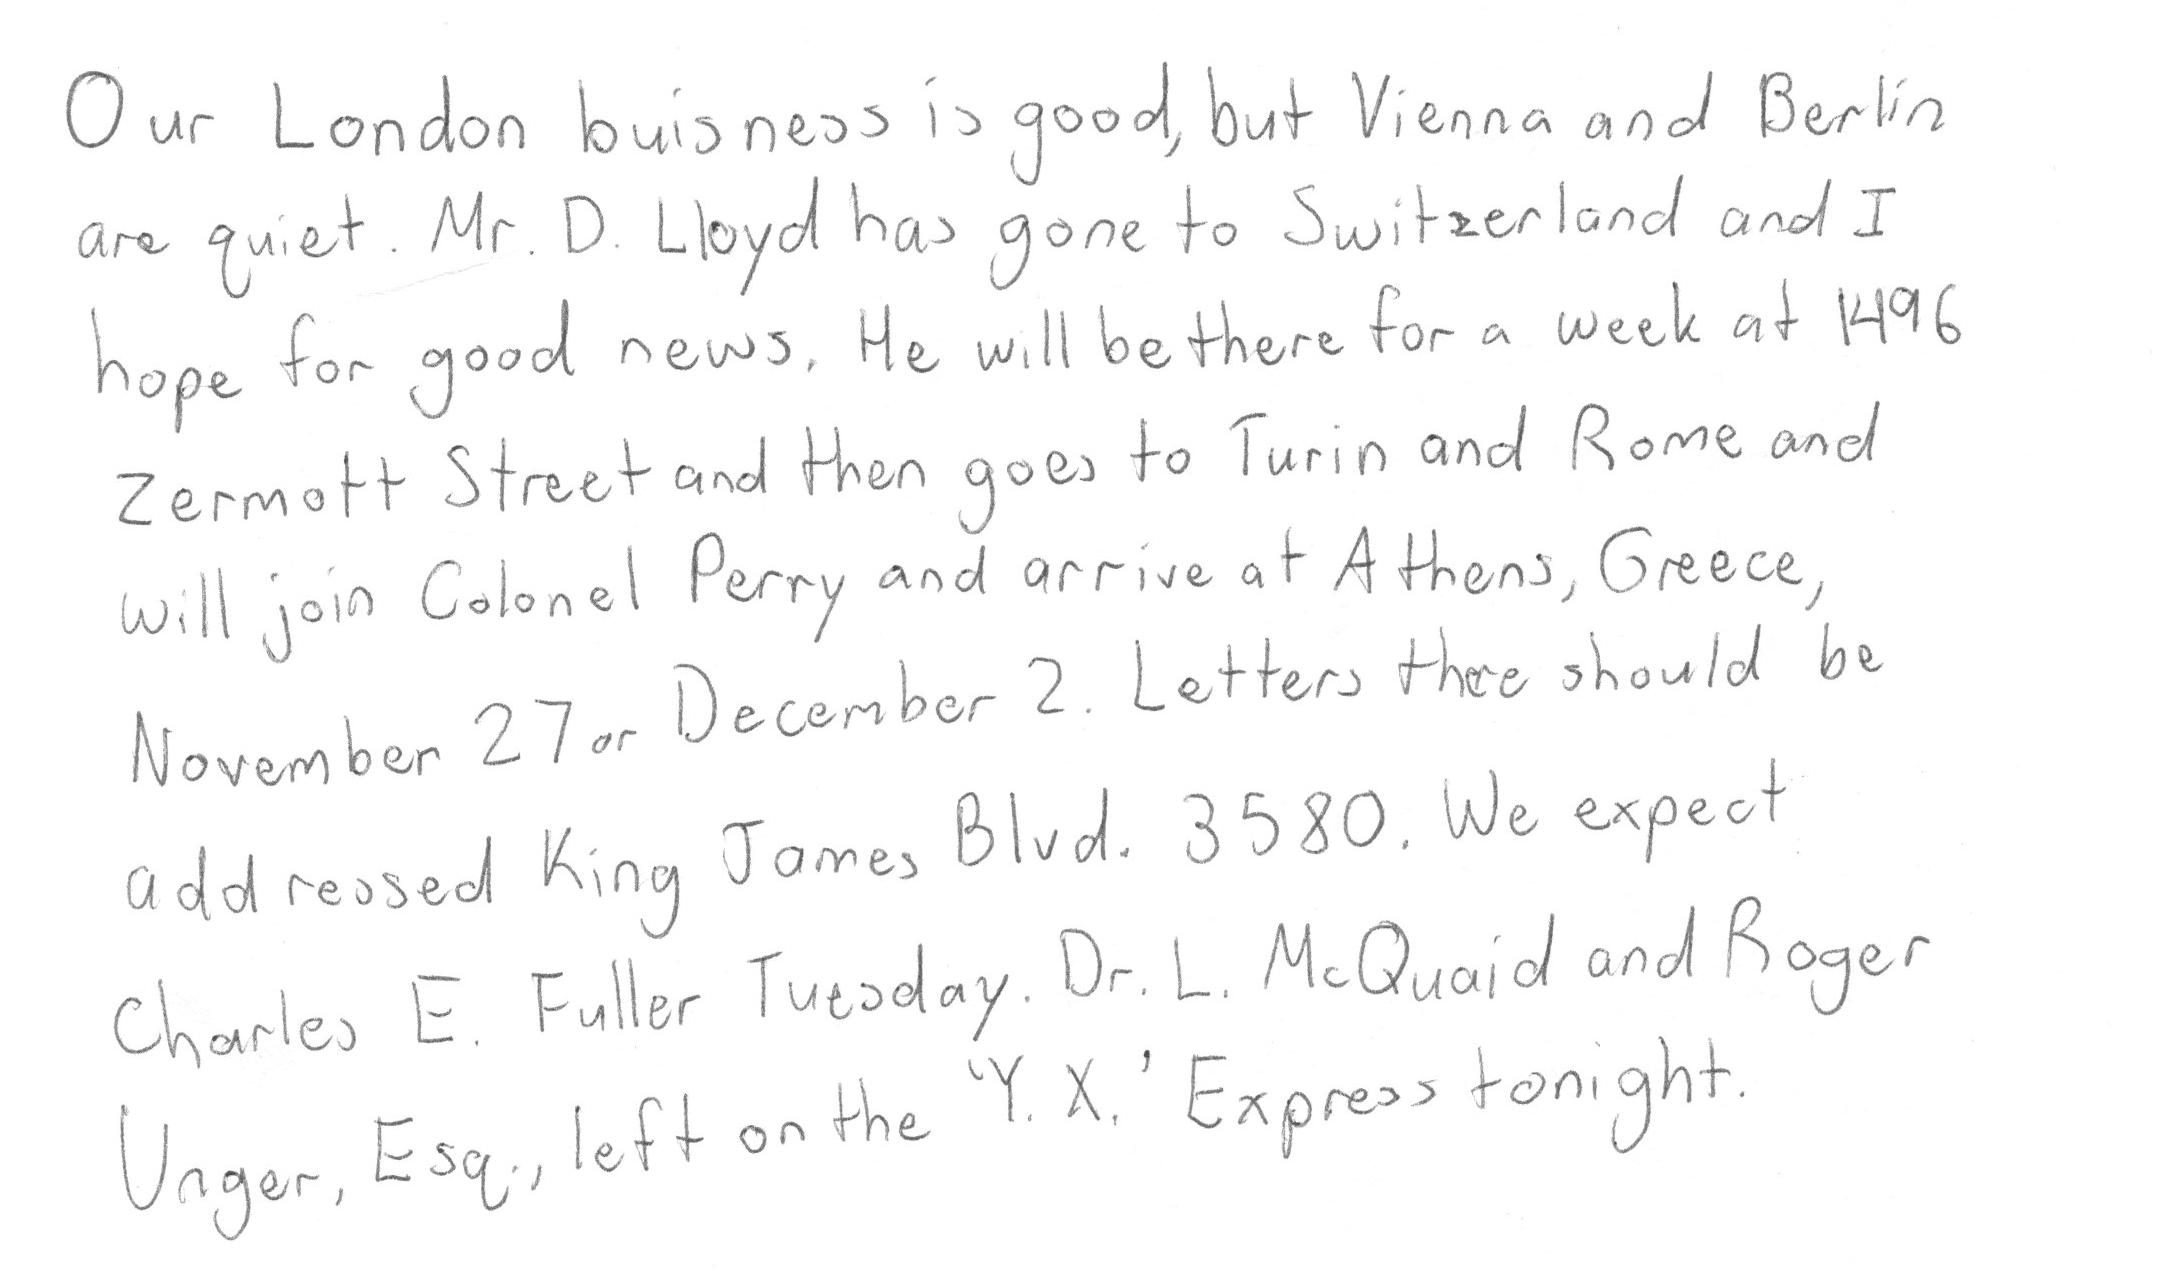 Our London buisness is good, but Vienna and Berlin
are quiet. Mr. D. Lloyd has gone to Switzerland and I
hope for good news. He will be there for a week at 1496
Zermott Street and then goes to Turin and Rome and
will join Colonel Perry and arrive at Athens, Greece,
November 27 or December 2. Letters there should be
addressed King James Blvd. 3580. We expect
Charles E. Fuller Tuesday. Dr. L. McQuaid and Roger
Unger, Esq., left on the 'Y. X.' Express tonight.